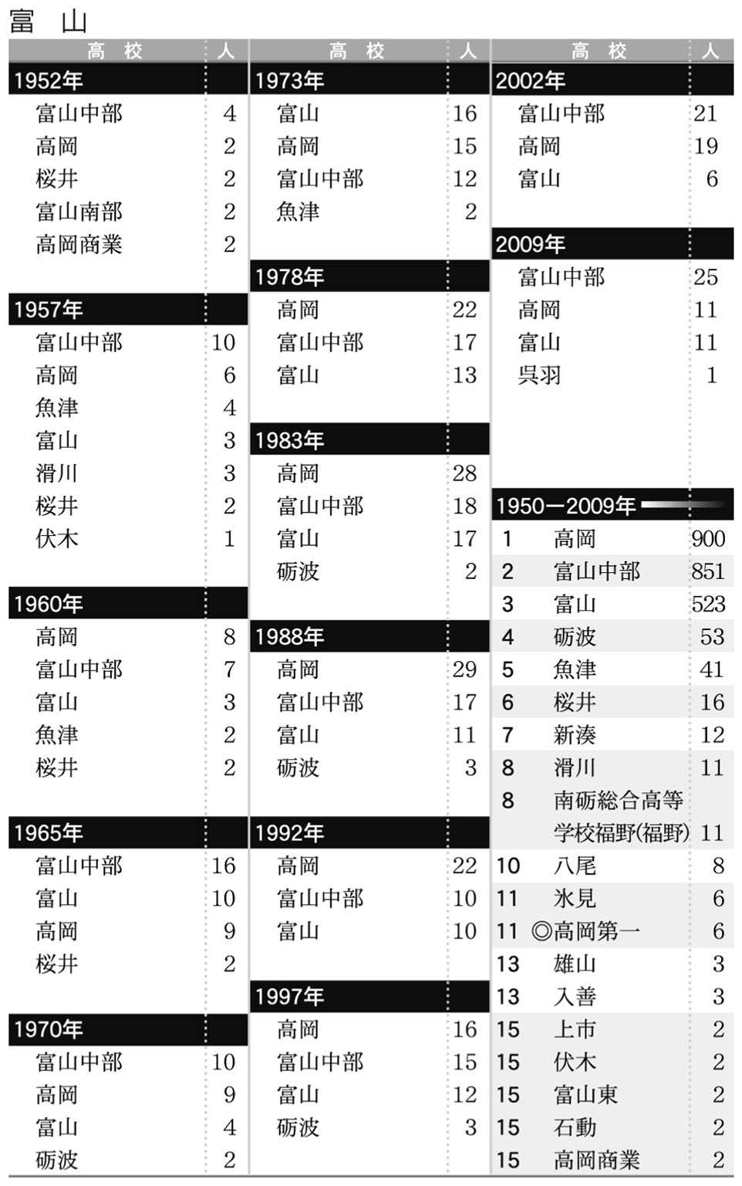 富 山
高 校 人
1952年
富山中部 4
高岡 2
桜井 2
富山南部 2
高岡商業 2
1957年
富山中部 10
高岡 6
魚津 4
富山 3
滑川 3
桜井 2
伏木 1
1960年
高岡 8
富山中部 7
富山 3
魚津 2
桜井 2
1965年
富山中部 16
富山 10
高岡 9
桜井 2
1970年
富山中部 10
高岡 9
富山 4
砺波 2
高 校 人
1973年
富山 16
高岡 15
富山中部 12
魚津 2
1978年
高岡 22
富山中部 17
富山 13
1983年
高岡 28
富山中部 18
富山 17
砺波 2
1988年
高岡 29
富山中部 17
富山 11
砺波 3
1992年
高岡 22
富山中部 10
富山 10
1997年
高岡 16
富山中部 15
富山 12
砺波 3
高 校 人
2002年
富山中部 21
高岡 19
富山 6
2009年
富山中部 25
高岡 11
富山 11
呉羽 1
1950－2009年
1 高岡 900
2 富山中部 851
3 富山 523
4 砺波 53
5 魚津 41
6 桜井 16
7 新湊 12
8 滑川 11
8 南砺総合高等
学校福野(福野) 11
10 八尾 8
11 氷見 6
11 ◎高岡第一 6
13 雄山 3
13 入善 3
15 上市 2
15 伏木 2
15 富山東 2
15 石動 2
15 高岡商業 2